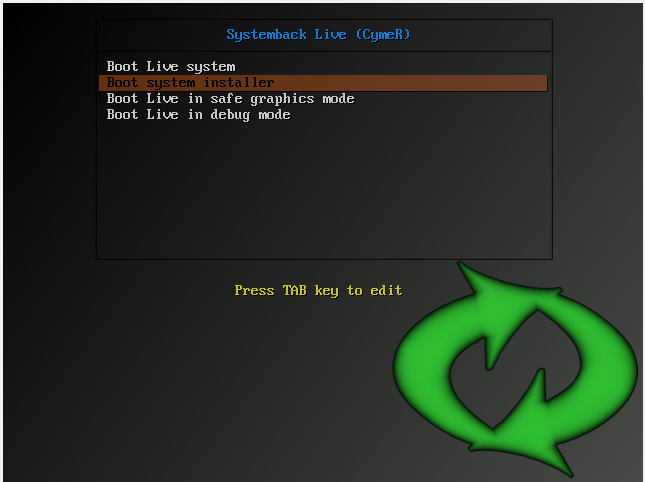 Systemback Live (CymeR)
Boot Live system
Boot system installer
Boot Live in safe graphics mode
Boot Live in debug mode
Press TAB key to edit